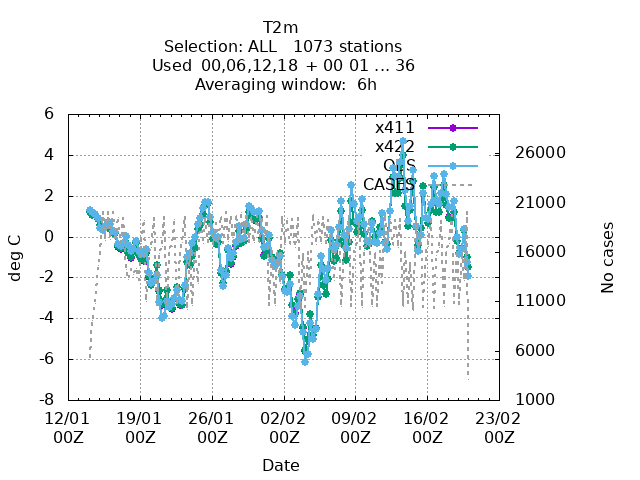 T2m
Selection: ALL   1073 stations
Used  00,06,12,18 + 00 01 ... 36
Averaging window:  6h
x411
x422
OBS
CASES
6
4
2
0
-2
-4
-6
-8
26000
21000
16000
11000
6000
1000
deg C
No cases
12/01 19/01 26/01 02/02 09/02 16/02 23/02
00Z 00Z 00Z 00Z 00Z 00Z 00Z
Date